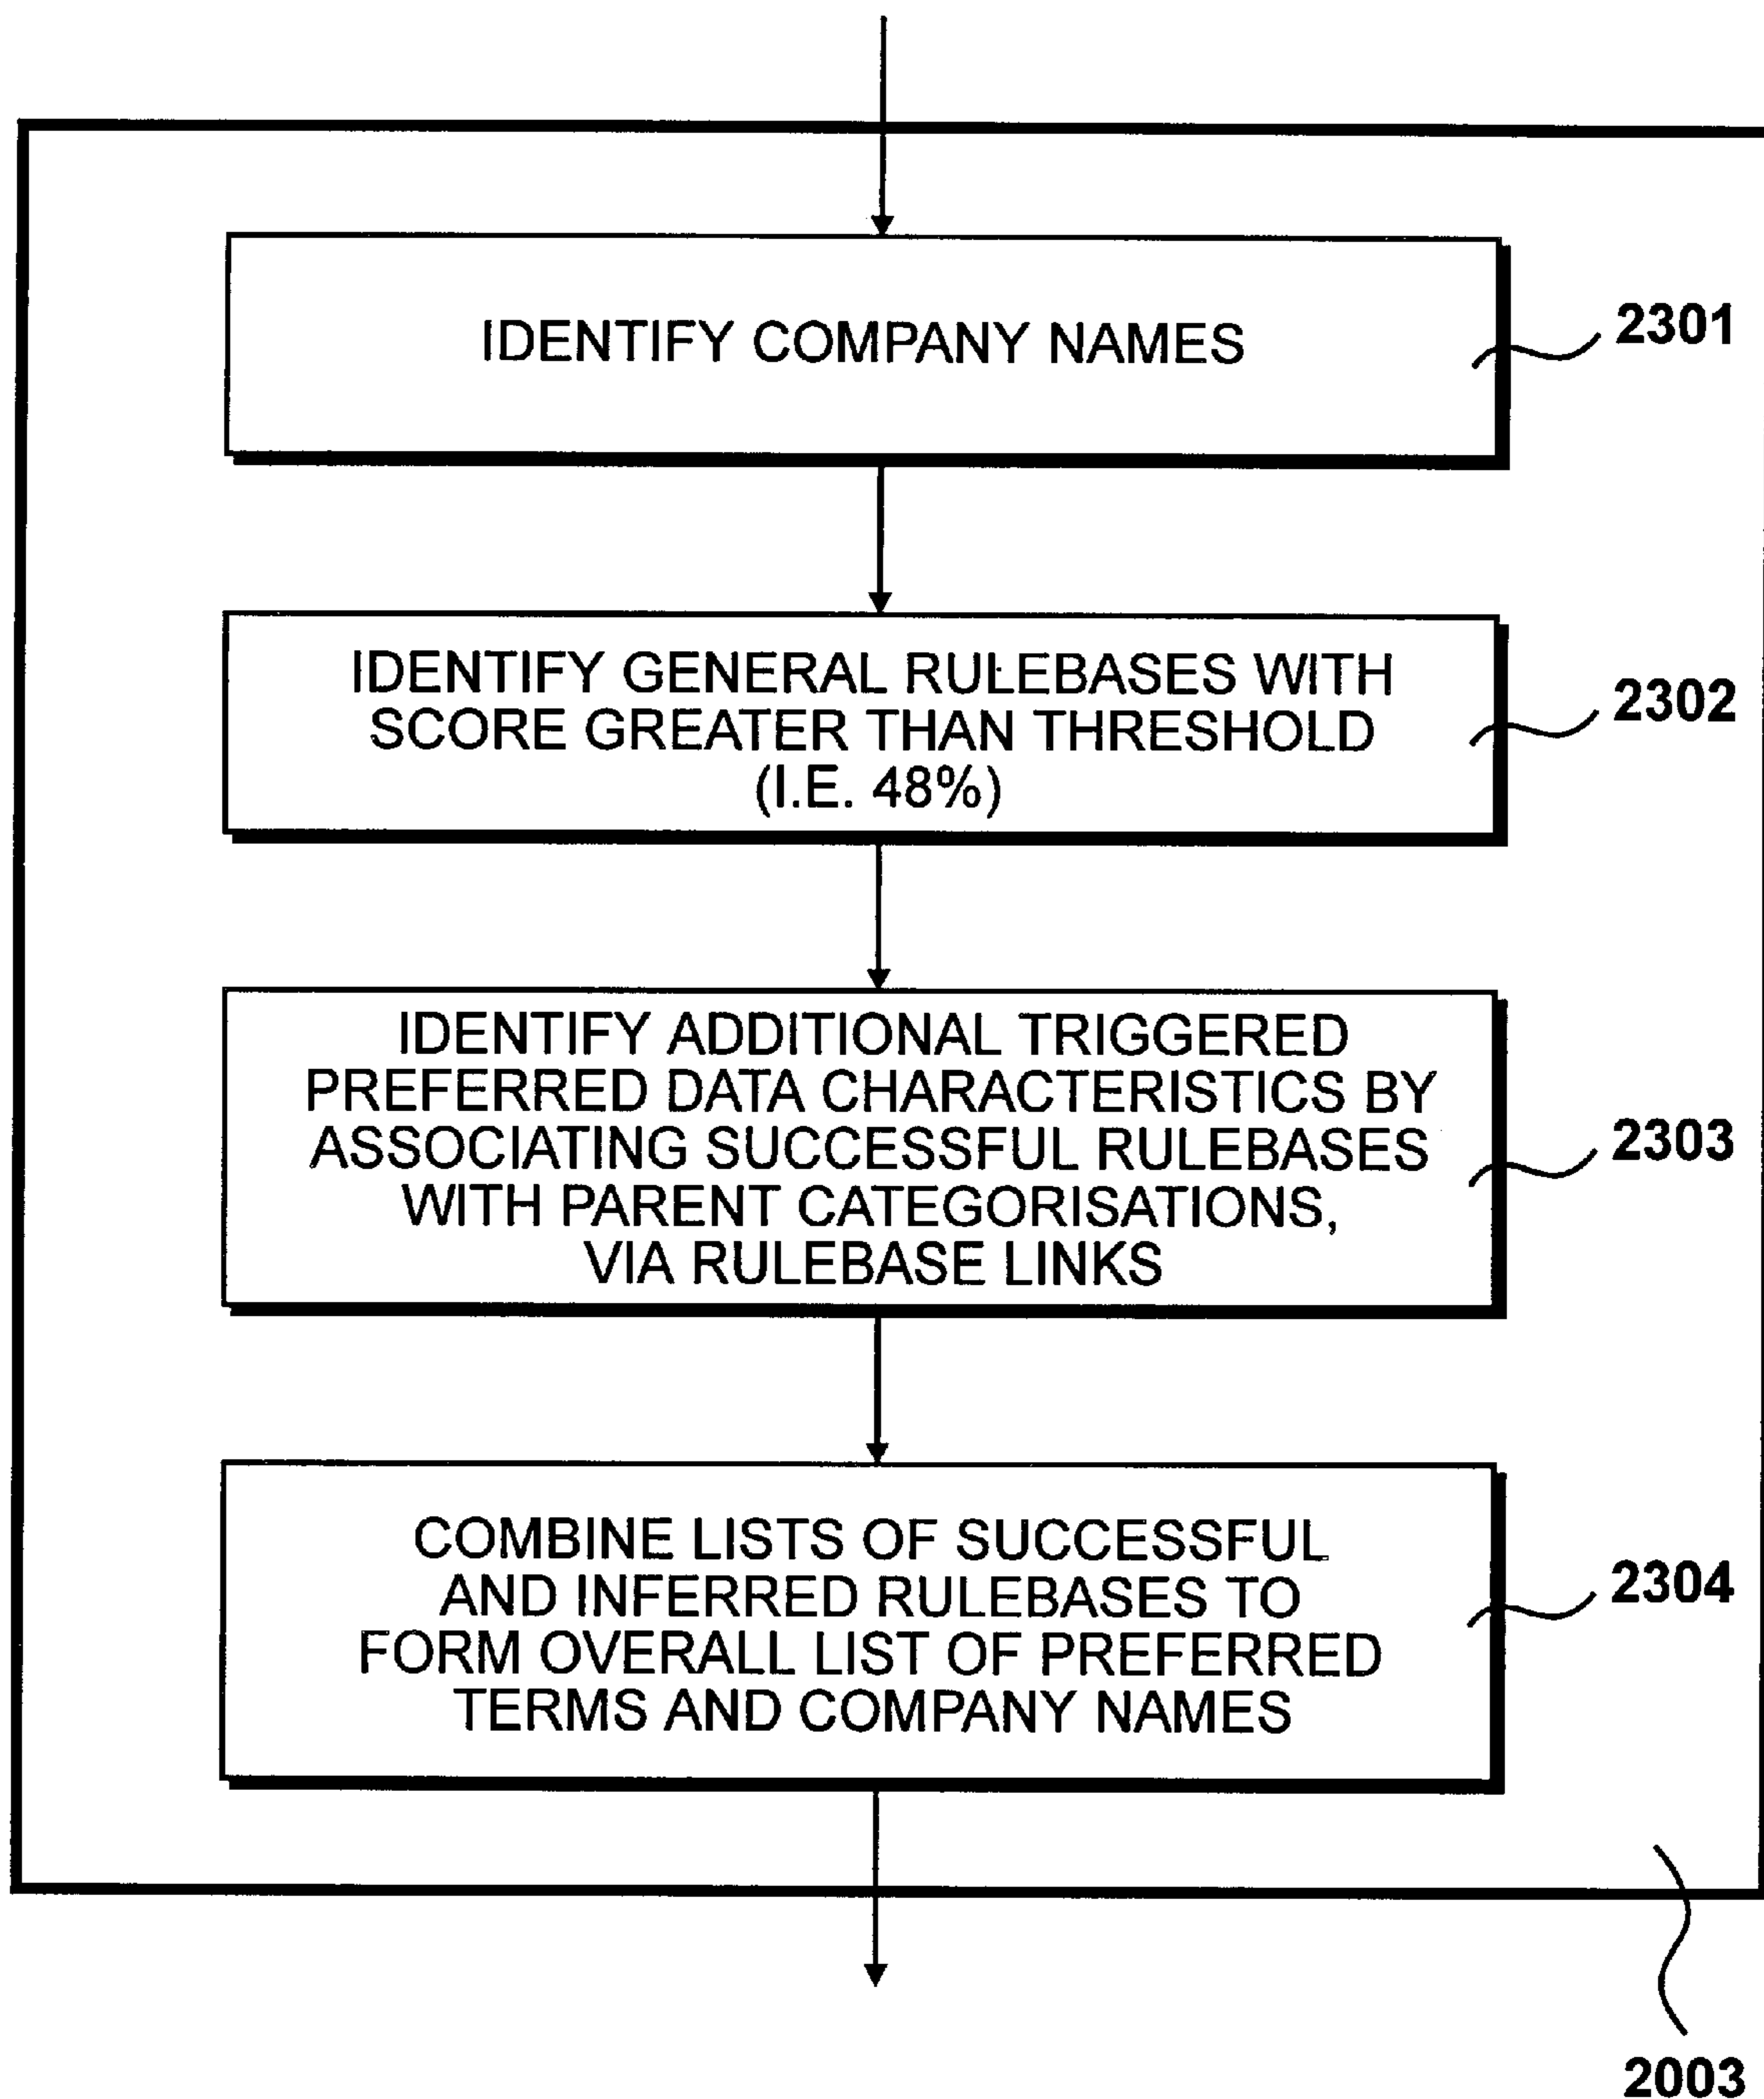 IDENTIFY COMPANY NAMES
2301
IDENTIFY GENERAL RULEBASES WITH
SCORE GREATER THAN THRESHOLD
(I.E. 48%)
2302
IDENTIFY ADDITIONAL TRIGGERED
PREFERRED DATA CHARACTERISTICS BY
ASSOCIATING SUCCESSFUL RULEBASES
WITH PARENT CATEGORISATIONS,
VIA RULEBASE LINKS
2303
COMBINE LISTS OF SUCCESSFUL
AND INFERRED RULEBASES TO
FORM OVERALL LIST OF PREFERRED
TERMS AND COMPANY NAMES
2304
2003